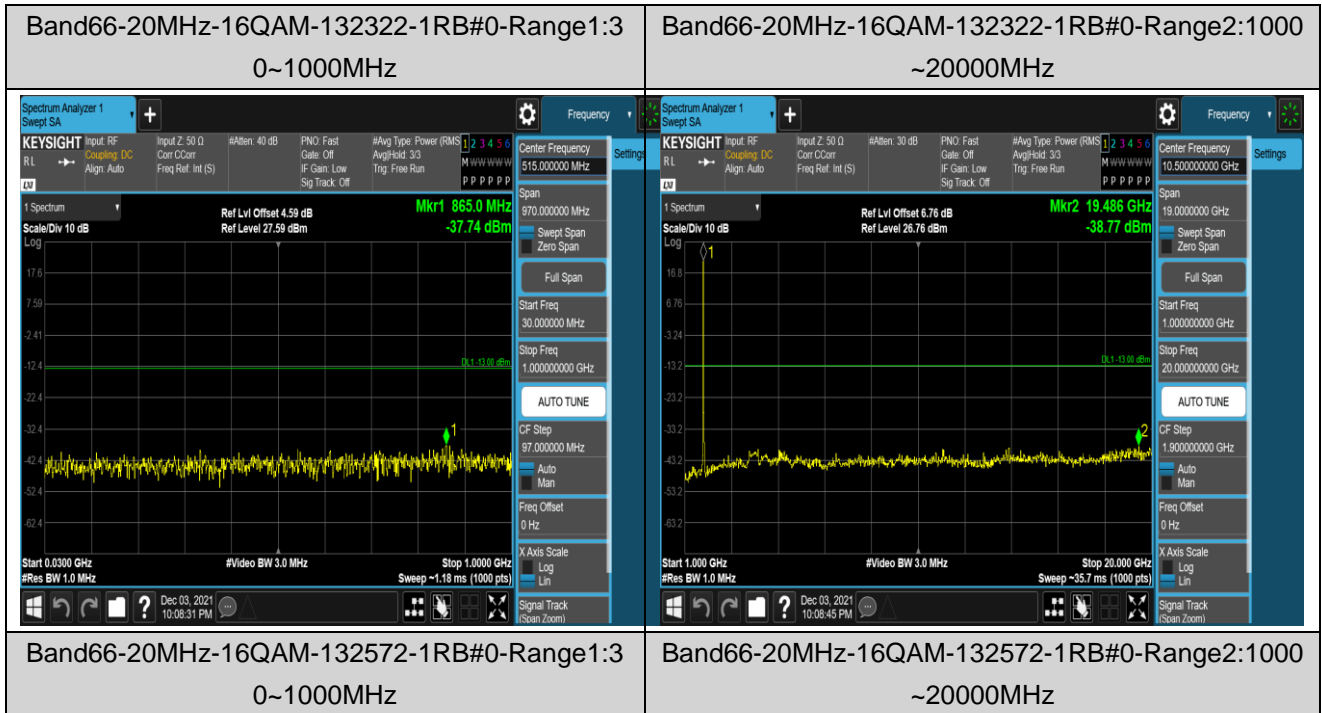 Band66-20MHz-16QAM-132322-1RB#0-Range1:3
0~1000MHz
Band66-20MHz-16QAM-132322-1RB#0-Range2:1000
~20000MHz
Spectrum Analyzer 1
Swept SA
+
Frequency
KEYSIGHT
RL
LXI
Input: RF
Coupling: DC
Align: Auto
Input Z: 50 Ω
Corr CCorr
Freq Ref: Int (S)
#Atten: 40 dB
PNO: Fast
Gate: Off
IF Gain: Low
Sig Track: Off
#Avg Type: Power (RMS
Avg|Hold: 3/3
Trig: Free Run
1 2 3 4 5 6
M W W W W W
P P P P P P
Center Frequency
515.000000 MHz
Settings
1 Spectrum
Scale/Div 10 dB
Log
Ref Lvl Offset 4.59 dB
Ref Level 27.59 dBm
Mkr1 865.0 MHz
-37.74 dBm
Span
970.000000 MHz
Swept Span
Zero Span
Full Span
Start Freq
30.000000 MHz
Stop Freq
1.000000000 GHz
AUTO TUNE
CF Step
97.000000 MHz
Auto
Man
Freq Offset
0 Hz
X Axis Scale
Log
Lin
Signal Track
(Span Zoom)
17.6
7.59
-2.41
-12.4
-22.4
-32.4
-42.4
-52.4
-62.4
DL1 -13.00 dBm
1
Start 0.0300 GHz
#Res BW 1.0 MHz
#Video BW 3.0 MHz
Stop 1.0000 GHz
Sweep ~1.18 ms (1000 pts)
?
Dec 03, 2021
10:08:31 PM
Spectrum Analyzer 1
Swept SA
+
Frequency
KEYSIGHT
RL
LXI
Input: RF
Coupling: DC
Align: Auto
Input Z: 50 Ω
Corr CCorr
Freq Ref: Int (S)
#Atten: 30 dB
PNO: Fast
Gate: Off
IF Gain: Low
Sig Track: Off
#Avg Type: Power (RMS
Avg|Hold: 3/3
Trig: Free Run
1 2 3 4 5 6
M W W W W W
P P P P P P
Center Frequency
10.500000000 GHz
Settings
1 Spectrum
Scale/Div 10 dB
Log
Ref Lvl Offset 6.76 dB
Ref Level 26.76 dBm
Mkr2 19.486 GHz
-38.77 dBm
Span
19.0000000 GHz
Swept Span
Zero Span
Full Span
Start Freq
1.000000000 GHz
Stop Freq
20.000000000 GHz
AUTO TUNE
CF Step
1.900000000 GHz
Auto
Man
Freq Offset
0 Hz
X Axis Scale
Log
Lin
Signal Track
(Span Zoom)
1
16.8
6.76
-3.24
-13.2
-23.2
-33.2
-43.2
-53.2
-63.2
DL1 -13.00 dBm
2
Start 1.000 GHz
#Res BW 1.0 MHz
#Video BW 3.0 MHz
Stop 20.000 GHz
Sweep ~35.7 ms (1000 pts)
?
Dec 03, 2021
10:08:45 PM
Band66-20MHz-16QAM-132572-1RB#0-Range1:3
0~1000MHz
Band66-20MHz-16QAM-132572-1RB#0-Range2:1000
~20000MHz